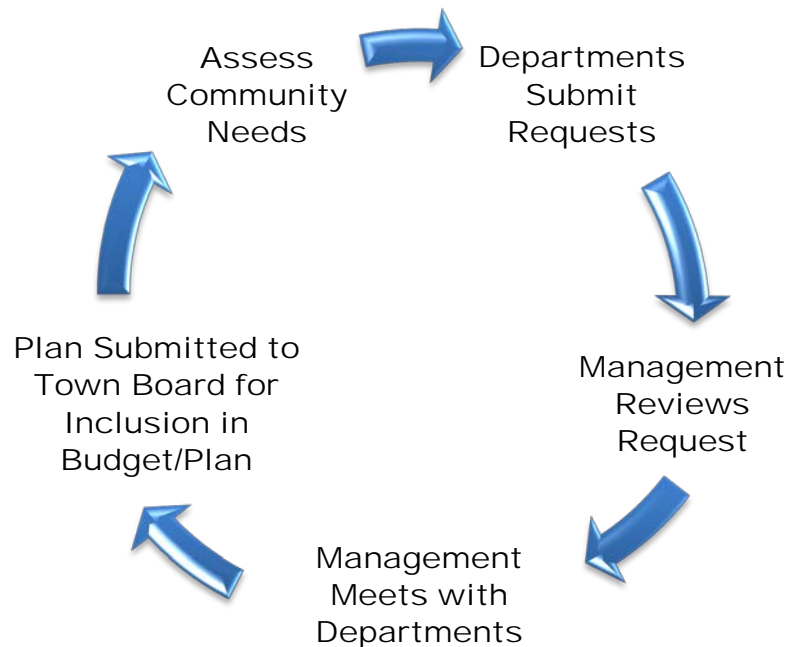 Assess
Community
Needs
Departments
Submit
Requests
Management
Reviews
Request
Management
Meets with
Departments
Plan Submitted to
Town Board for
Inclusion in
Budget/Plan